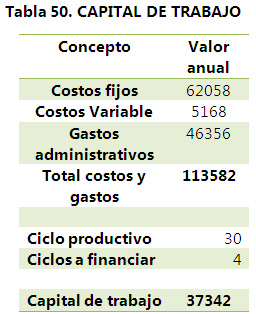 Tabla 50. CAPITAL DE TRABAJO
Concepto Valor
anual
Costos fijos 62058
Costos Variable 5168
Gastos 46356
administrativos
Total costos y 113582
gastos
Ciclo productivo 30
Ciclos a financiar 4
Capital de trabajo 37342